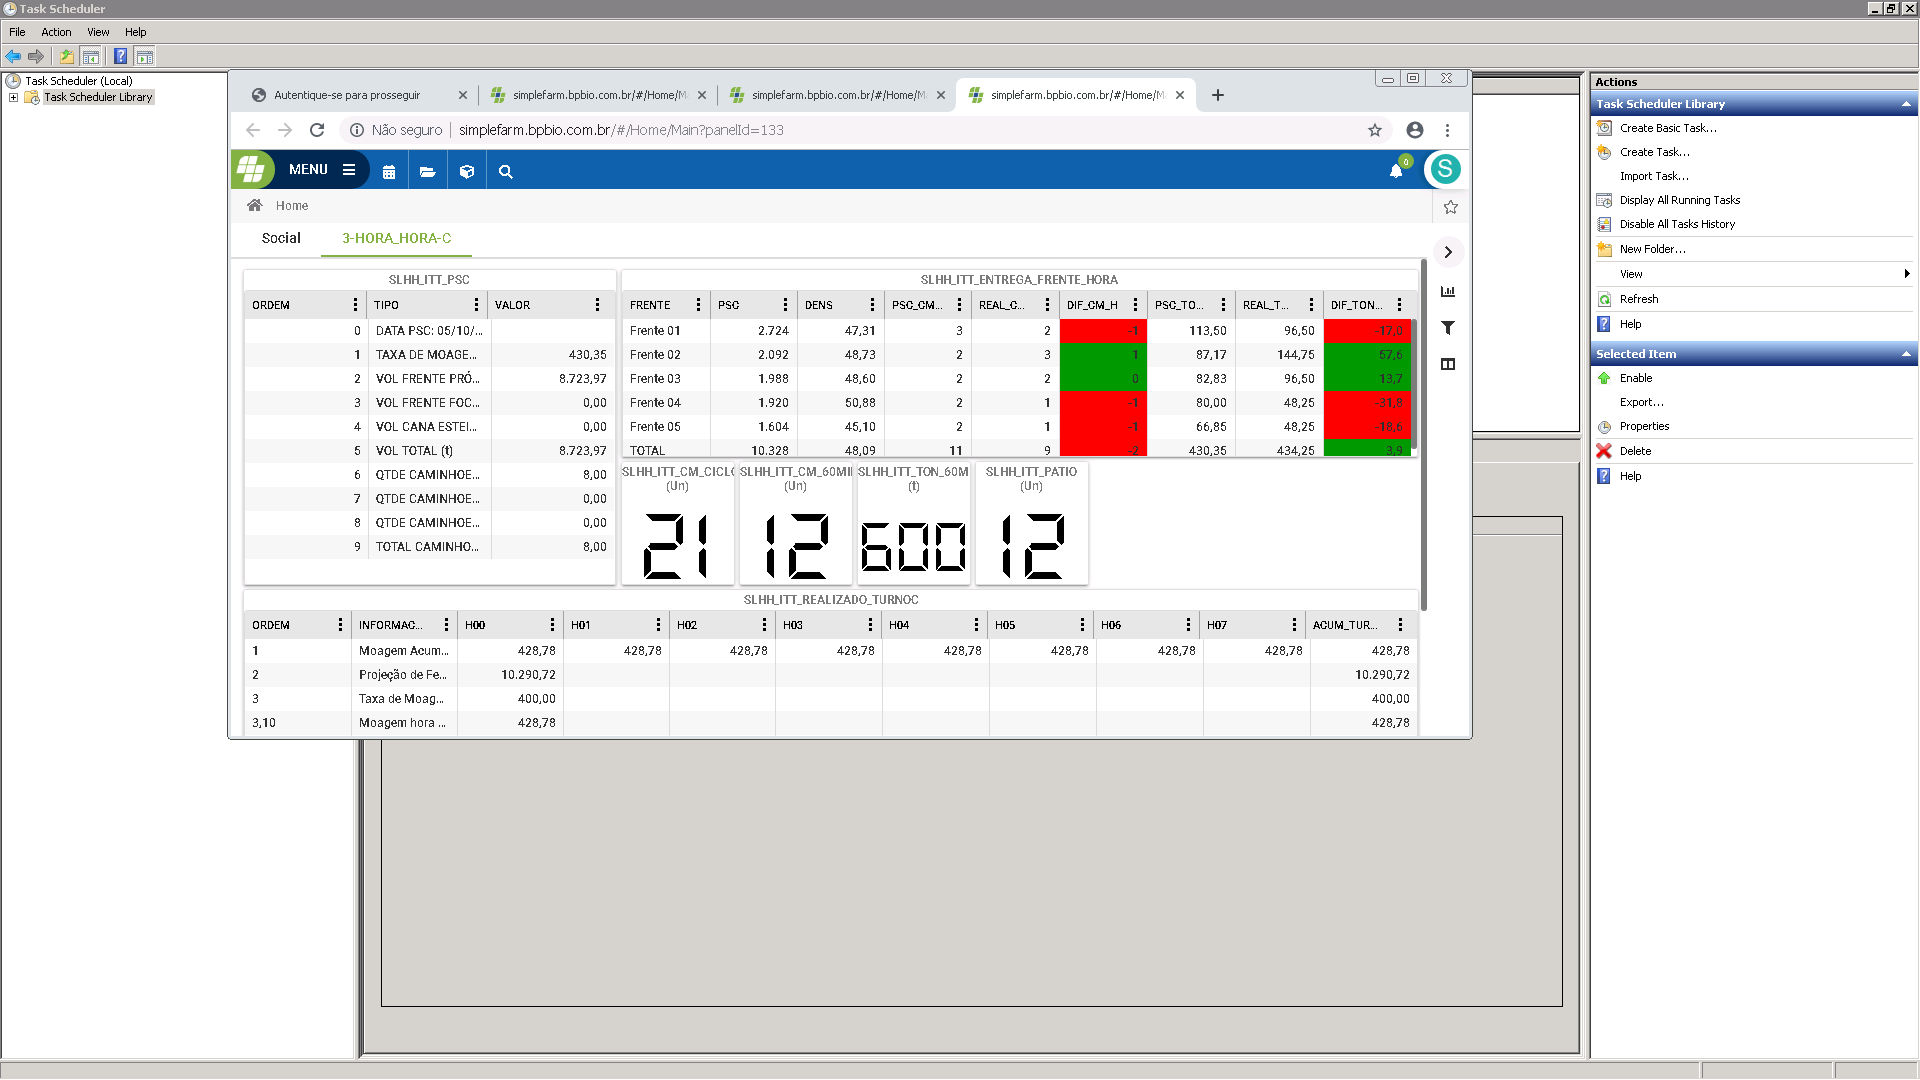 Task Scheduler
File Action View Help
Task Scheduler (Local)
Task Scheduler Library
Autentique-se para prosseguir
simplefarm.bpbio.com.br/#/Home/M
simplefarm.bpbio.com.br/#/Home/M
simplefarm.bpbio.com.br/#/Home/M
Não seguro simplefarm.bpbio.com.br/#/Home/Main?panelId=133
MENU
0
S
Home
Social 3-HORA_HORA-C
SLHH_ITT_PSC
ORDEM TIPO VALOR
0 DATA PSC: 05/10/...
1 TAXA DE MOAGE... 430,35
2 VOL FRENTE PRÓ... 8.723,97
3 VOL FRENTE FOC... 0,00
4 VOL CANA ESTEI... 0,00
5 VOL TOTAL (t) 8.723,97
6 QTDE CAMINHOE... 8,00
7 QTDE CAMINHOE... 0,00
8 QTDE CAMINHOE... 0,00
9 TOTAL CAMINHO... 8,00
SLHH_ITT_ENTREGA_FRENTE_HORA
FRENTE PSC DENS PSC_CM... REAL_C... DIF_CM_H PSC_TO... REAL_T... DIF_TON...
Frente 01 2.724 47,31 3 2 -1 113,50 96,50 -17,0
Frente 02 2.092 48,73 2 3 1 87,17 144,75 57,6
Frente 03 1.988 48,60 2 2 0 82,83 96,50 13,7
Frente 04 1.920 50,88 2 1 -1 80,00 48,25 -31,8
Frente 05 1.604 45,10 2 1 -1 66,85 48,25 -18,6
TOTAL 10.328 48,09 11 9 -2 430,35 434,25 3,9
SLHH_ITT_CM_CICLO
(Un)
21
SLHH_ITT_CM_60MI
(Un)
12
SLHH_ITT_TON_60M
(t)
600
SLHH_ITT_PATIO
(Un)
12
SLHH_ITT_REALIZADO_TURNOC
ORDEM INFORMAC... H00 H01 H02 H03 H04 H05 H06 H07 ACUM_TUR...
1 Moagem Acum... 428,78 428,78 428,78 428,78 428,78 428,78 428,78 428,78 428,78
2 Projeção de Fe... 10.290,72 10.290,72
3 Taxa de Moag... 400,00 400,00
3,10 Moagem hora ... 428,78 428,78
Actions
Task Scheduler Library
Create Basic Task...
Create Task...
Import Task...
Display All Running Tasks
Disable All Tasks History
New Folder...
View
Refresh
Help
Selected Item
Enable
Export...
Properties
Delete
Help